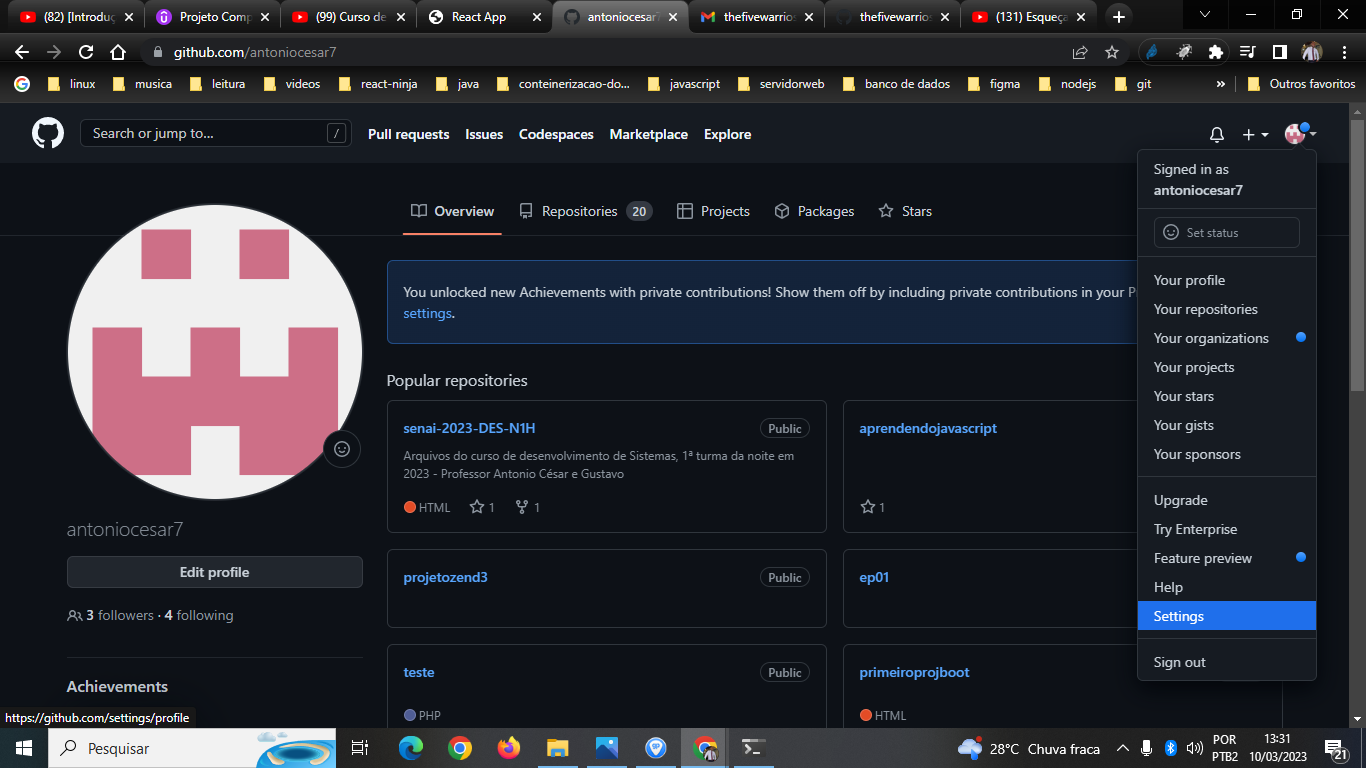 (82) [Introduç
Projeto Comp
(99) Curso de
React App
antoniocesar7
thefivewarrios
thefivewarrios
(131) Esqueça
github.com/antoniocesar7
linux
musica
leitura
videos
react-ninja
java
conteinerizacao-do...
javascript
servidorweb
banco de dados
figma
nodejs
git
»
Outros favoritos
Search or jump to...
/
Pull requests
Issues
Codespaces
Marketplace
Explore
Signed in as
antoniocesar7
Set status
Your profile
Your repositories
Your organizations
Your projects
Your stars
Your gists
Your sponsors
Upgrade
Try Enterprise
Feature preview
Help
Settings
Sign out
Overview
Repositories 20
Projects
Packages
Stars
You unlocked new Achievements with private contributions! Show them off by including private contributions in your P
settings.
antoniocesar7
Edit profile
3 followers · 4 following
Achievements
Popular repositories
senai-2023-DES-N1H
Public
Arquivos do curso de desenvolvimento de Sistemas, 1ª turma da noite em
2023 - Professor Antonio César e Gustavo
HTML 1 1
aprendendojavascript
1
projetozend3
Public
ep01
teste
Public
PHP
primeiroprojboot
HTML
https://github.com/settings/profile
Pesquisar
28°C Chuva fraca
POR
PTB2
13:31
10/03/2023
21